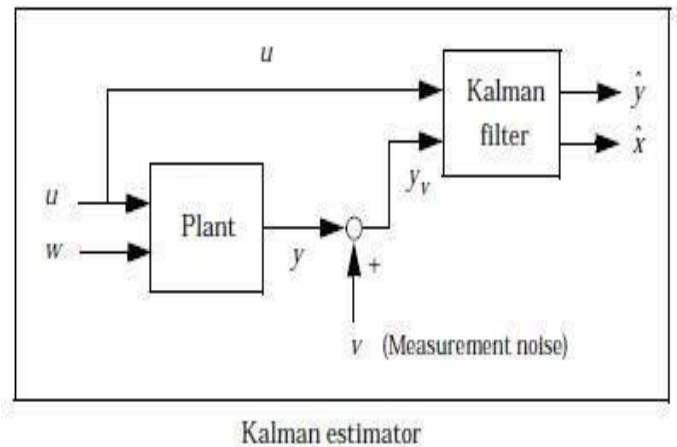 u
Kalman
filter
ŷ
x̂
y_v
u
w
Plant
y
+
v (Measurement noise)
Kalman estimator